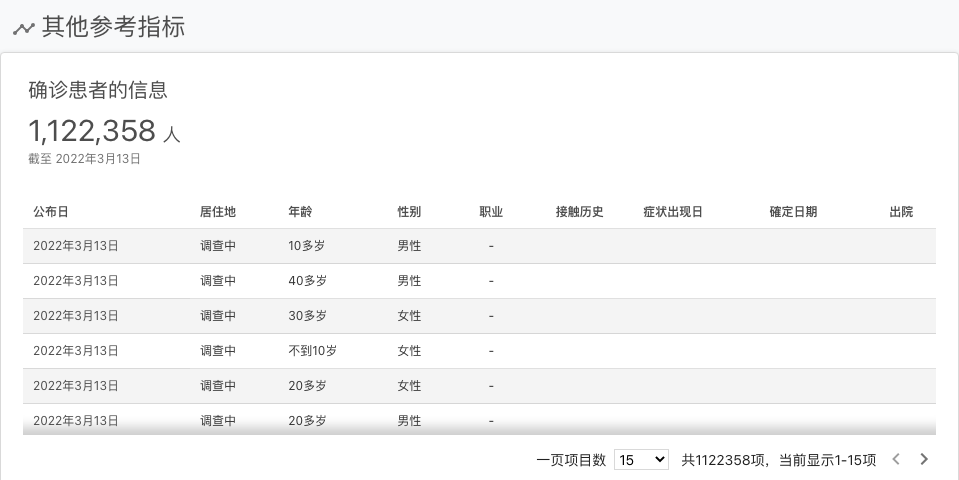 其他参考指标
确诊患者的信息
1,122,358 人
截至 2022年3月13日
公布日 居住地 年龄 性别 职业 接触历史 症状出现日 確定日期 出院
2022年3月13日 调查中 10多岁 男性 -
2022年3月13日 调查中 40多岁 男性 -
2022年3月13日 调查中 30多岁 女性 -
2022年3月13日 调查中 不到10岁 女性 -
2022年3月13日 调查中 20多岁 女性 -
2022年3月13日 调查中 20多岁 男性 -
一页项目数 15 共1122358项，当前显示1-15项